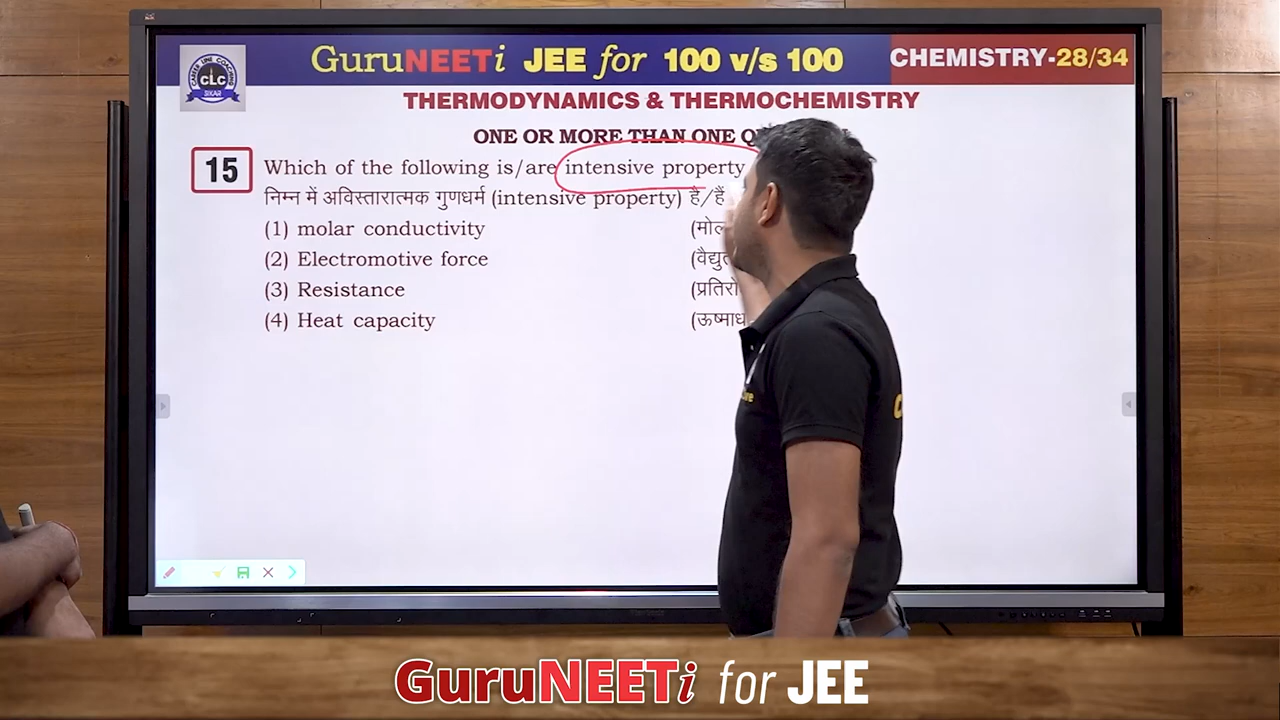 GuruNEETi JEE for 100 v/s 100
CHEMISTRY-28/34
CLC
SIKAR
THERMODYNAMICS & THERMOCHEMISTRY
ONE OR MORE THAN ONE
15 Which of the following is/are intensive property
निम्न में अविस्तारात्मक गुणधर्म (intensive property) है/हैं
(1) molar conductivity
(2) Electromotive force
(3) Resistance
(4) Heat capacity
GuruNEETi for JEE